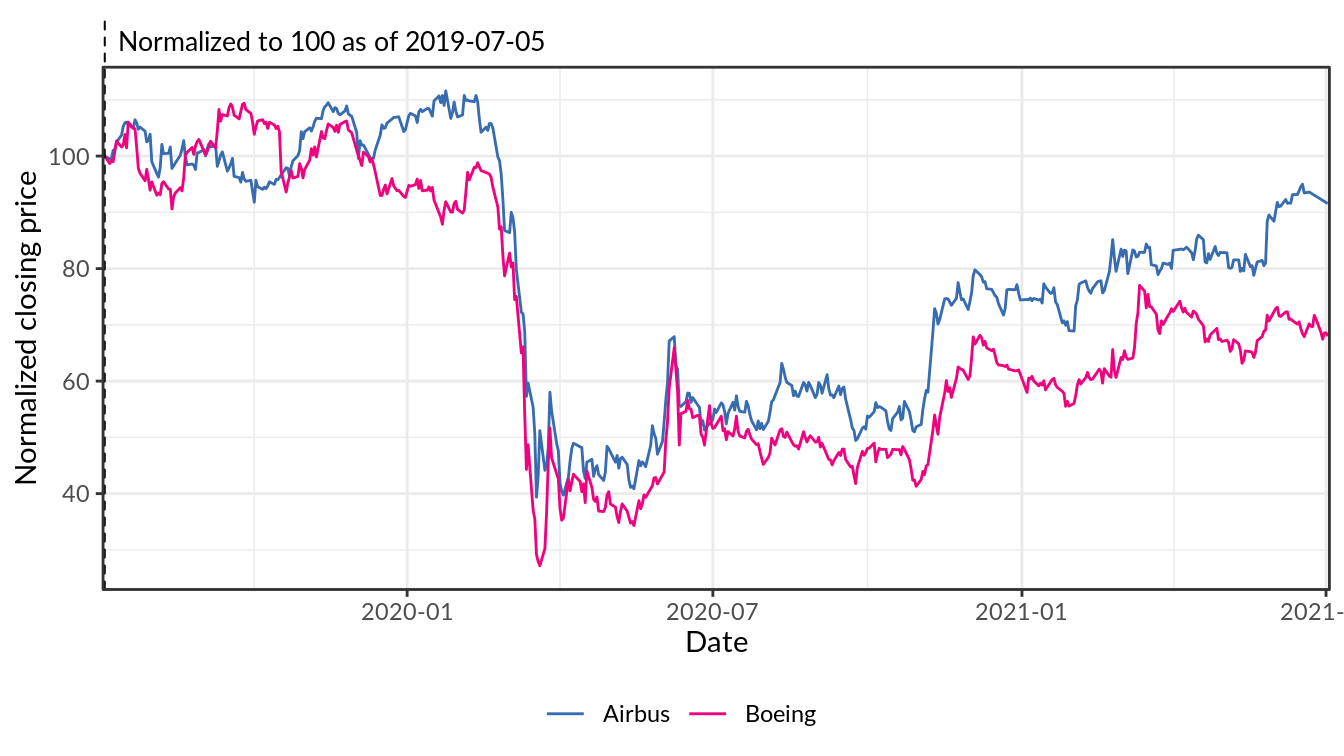 Normalized to 100 as of 2019-07-05
Normalized closing price
100
80
60
40
2020-01
2020-07
2021-01
2021-
Date
Airbus Boeing